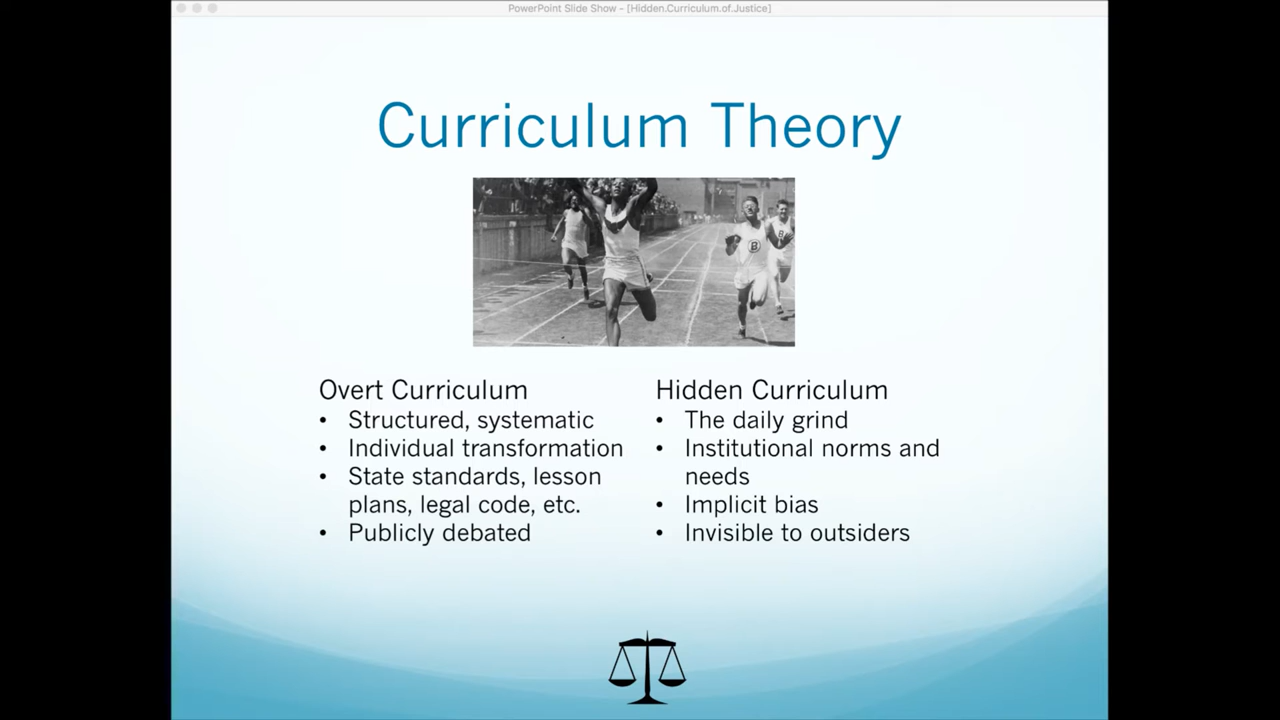 PowerPoint Slide Show - [Hidden.Curriculum.of.Justice]
Curriculum Theory
B
B
Overt Curriculum
• Structured, systematic
• Individual transformation
• State standards, lesson
plans, legal code, etc.
• Publicly debated
Hidden Curriculum
• The daily grind
• Institutional norms and
needs
• Implicit bias
• Invisible to outsiders